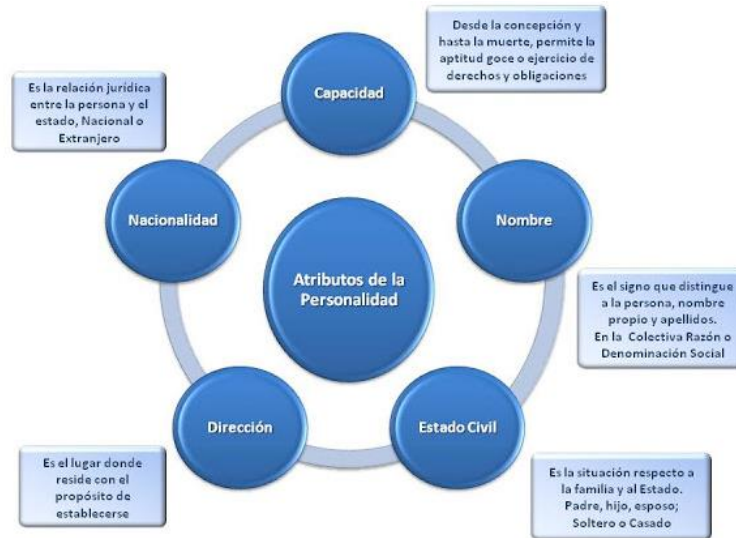 Desde la concepción y
hasta la muerte, permite la
aptitud goce o ejercicio de
derechos y obligaciones
Capacidad
Es la relación jurídica
entre la persona y el
estado, Nacional o
Extranjero
Nacionalidad
Nombre
Atributos de la
Personalidad
Es el signo que distingue
a la persona, nombre
propio y apellidos.
En la Colectiva Razón o
Denominación Social
Dirección
Estado Civil
Es el lugar donde
reside con el
propósito de
establecerse
Es la situación respecto a
la familia y al Estado.
Padre, hijo, esposo;
Soltero o Casado